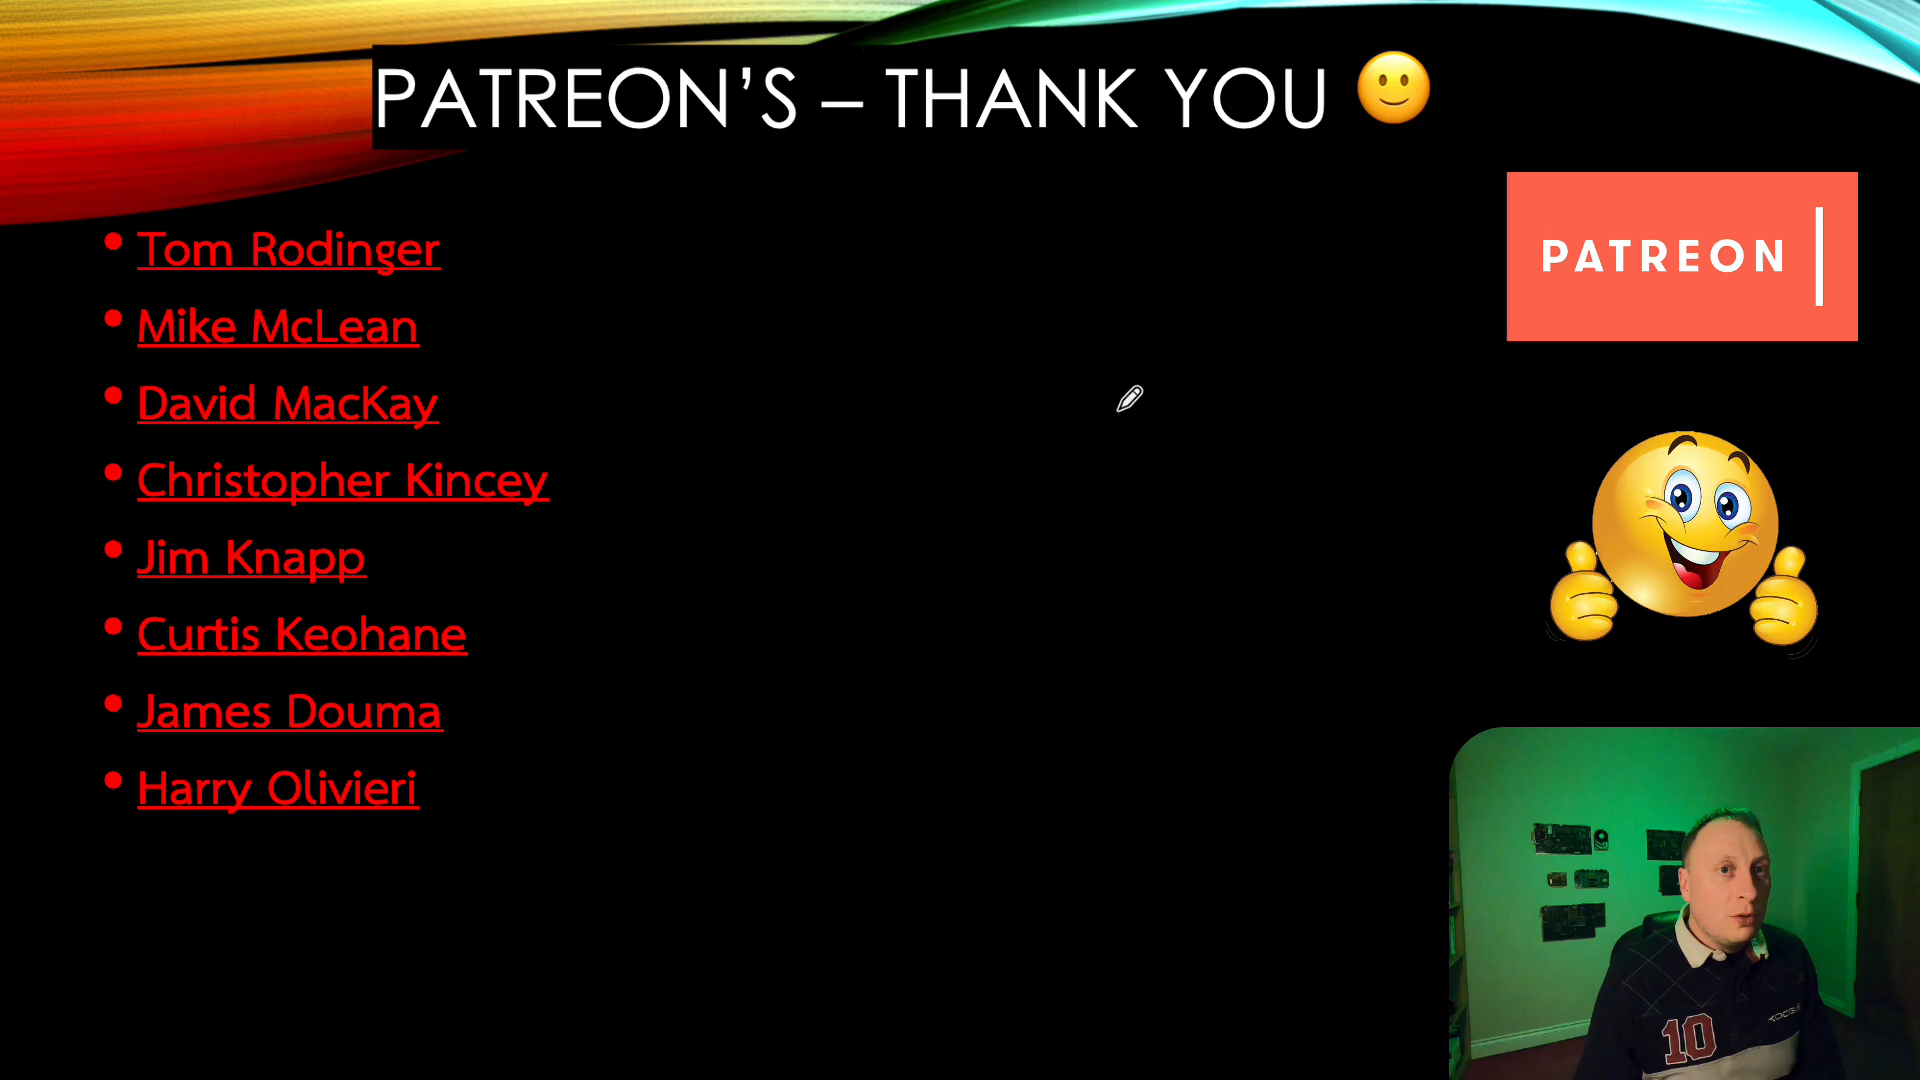 PATREON'S – THANK YOU 🙂
PATREON
• Tom Rodinger
• Mike McLean
• David MacKay
• Christopher Kincey
• Jim Knapp
• Curtis Keohane
• James Douma
• Harry Olivieri
10